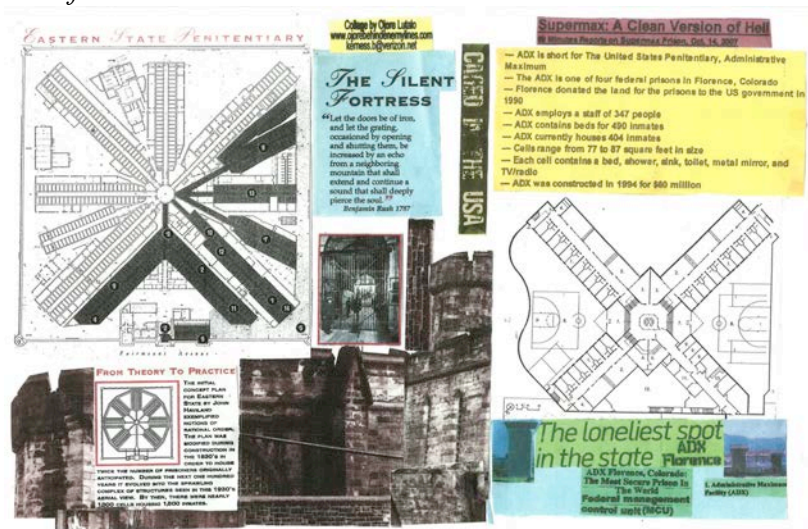 EASTERN STATE PENITENTIARY
Fairmount Avenue
FROM THEORY TO PRACTICE
THE INITIAL
CONCEPT PLAN
FOR EASTERN
STATE BY JOHN
HAVILAND
EXEMPLIFIED
NOTIONS OF
RATIONAL ORDER.
THE PLAN WAS
MODIFIED DURING
CONSTRUCTION IN
THE 1830'S IN
ORDER TO HOUSE
TWICE THE NUMBER OF PRISONERS ORIGINALLY
ANTICIPATED. DURING THE NEXT ONE HUNDRED
YEARS IT EVOLVED INTO THE SPRAWLING
COMPLEX OF STRUCTURES SEEN IN THE 1930'S
AERIAL VIEW. BY THEN, THERE WERE NEARLY
1,000 CELLS HOUSING 1,800 INMATES.
Collage by Ojore Lutalo
www.ojorebehindenemylines.com
kerness.b@verizon.net
THE SILENT
FORTRESS
"Let the doors be of iron,
and let the grating,
occasioned by opening
and shutting them, be
increased by an echo
from a neighboring
mountain that shall
extend and continue a
sound that shall deeply
pierce the soul."
Benjamin Rush 1787
CAGED IN THE USA
Supermax: A Clean Version of Hell
60 Minutes Reports on Supermax Prison, Oct. 14, 2007
— ADX is short for The United States Penitentiary, Administrative
Maximum
— The ADX is one of four federal prisons in Florence, Colorado
— Florence donated the land for the prisons to the US government in
1990
— ADX employs a staff of 347 people
— ADX contains beds for 490 inmates
— ADX currently houses 404 inmates
— Cells range from 77 to 87 square feet in size
— Each cell contains a bed, shower, sink, toilet, metal mirror, and
TV/radio
— ADX was constructed in 1994 for $60 million
The loneliest spot
in the state
ADX
Florence
ADX Florence, Colorado:
The Most Secure Prison In
The World
Federal management
control unit (MCU)
1. Administrative Maximum
Facility (ADX)